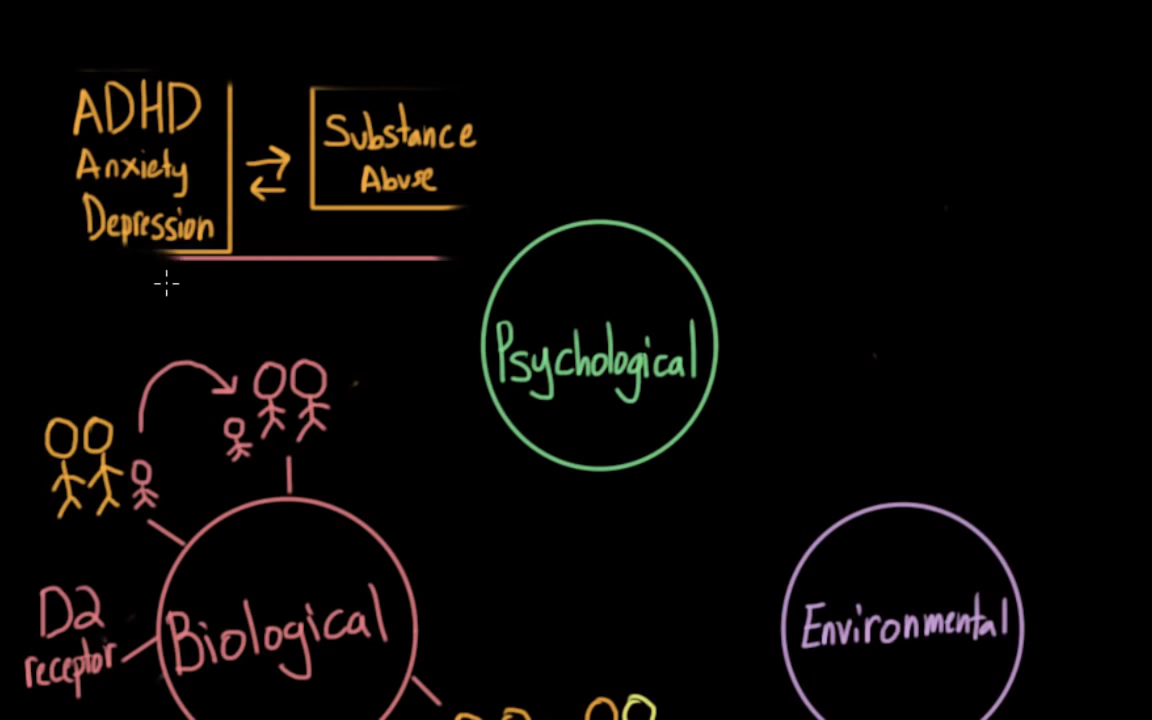 ADHD
Anxiety
Depression
Substance
Abuse
Psychological
D2
receptor
Biological
Environmental